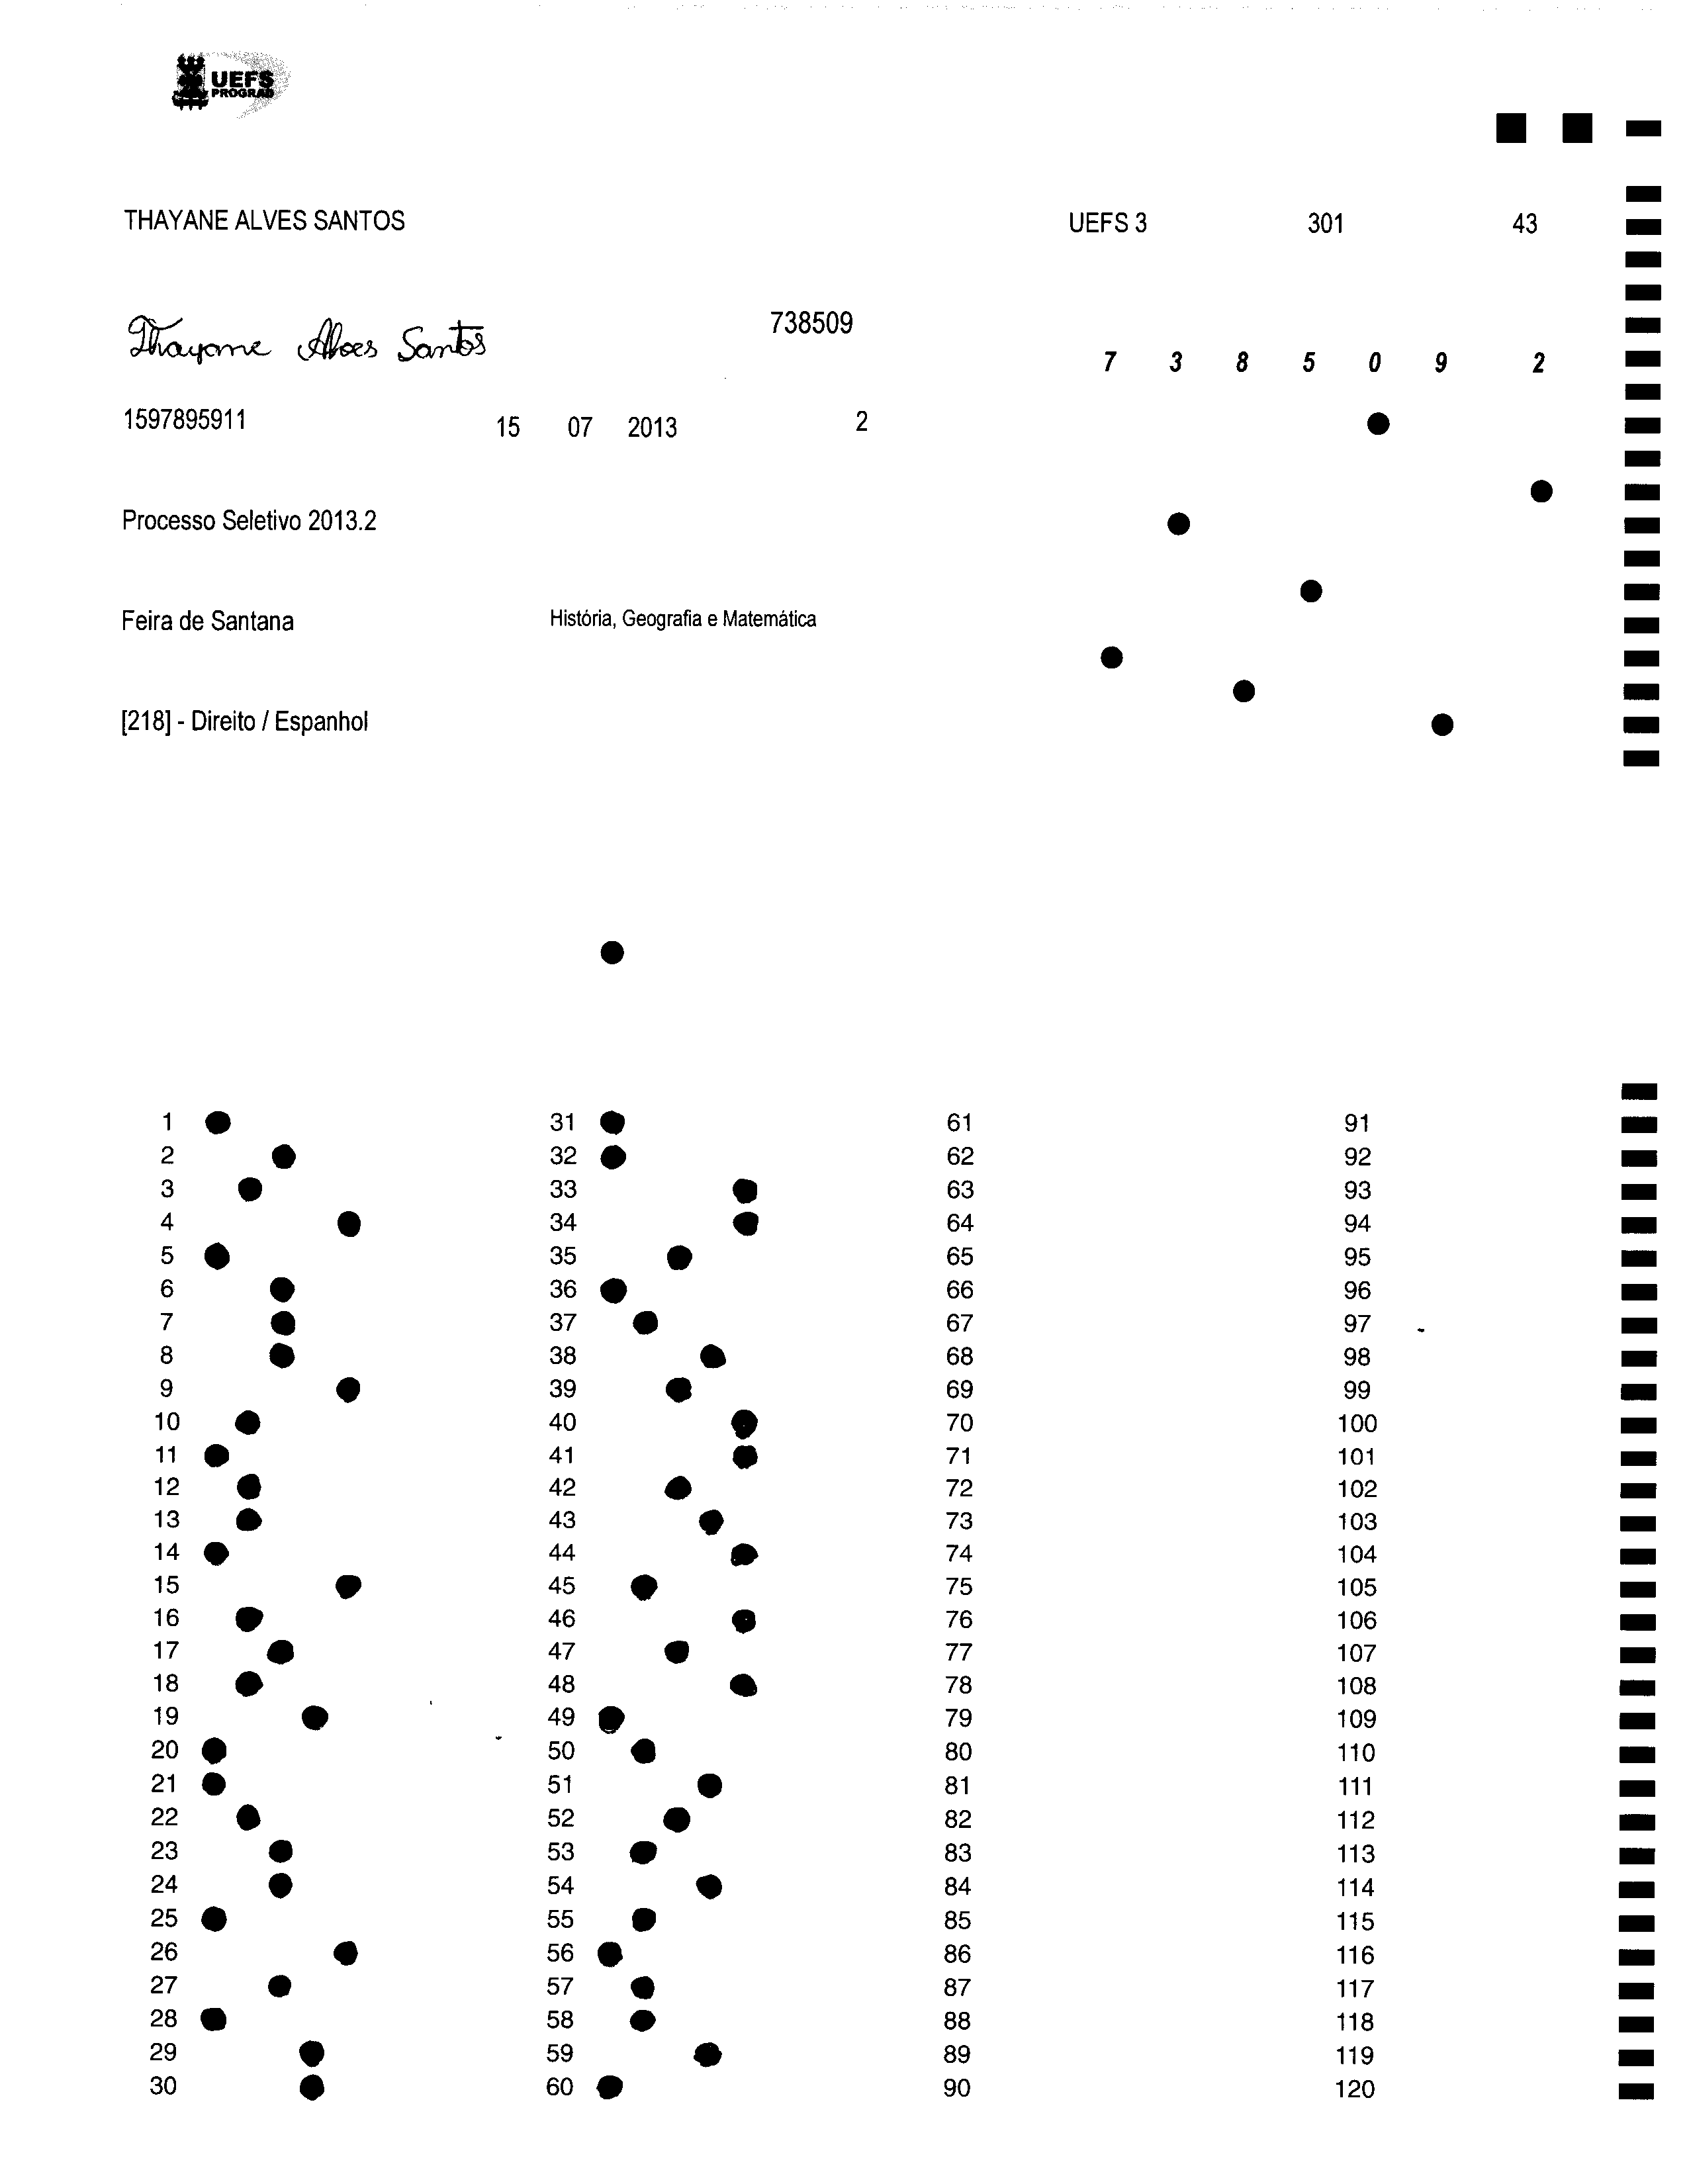 UEFS
PROGRAD
THAYANE ALVES SANTOS UEFS 3 301 43
Thayane Alves Santos 738509
7 3 8 5 0 9 2
1597895911 15 07 2013 2
Processo Seletivo 2013.2
Feira de Santana História, Geografia e Matemática
[218] - Direito / Espanhol
1 31 61 91
2 32 62 92
3 33 63 93
4 34 64 94
5 35 65 95
6 36 66 96
7 37 67 97
8 38 68 98
9 39 69 99
10 40 70 100
11 41 71 101
12 42 72 102
13 43 73 103
14 44 74 104
15 45 75 105
16 46 76 106
17 47 77 107
18 48 78 108
19 49 79 109
20 50 80 110
21 51 81 111
22 52 82 112
23 53 83 113
24 54 84 114
25 55 85 115
26 56 86 116
27 57 87 117
28 58 88 118
29 59 89 119
30 60 90 120